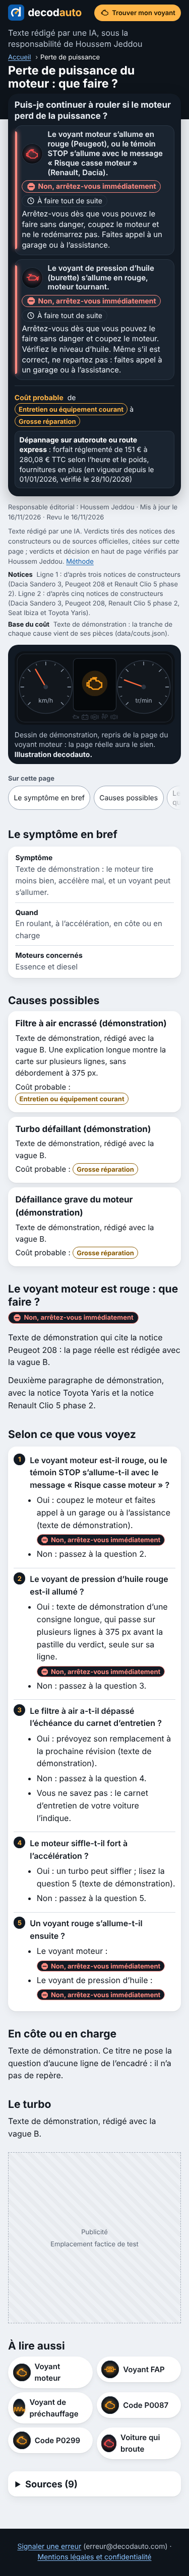 decodauto
Trouver mon voyant
Texte rédigé par une IA, sous la
responsabilité de Houssem Jeddou
Accueil › Perte de puissance
Perte de puissance du
moteur : que faire ?
Puis-je continuer à rouler si le moteur
perd de la puissance ?
Le voyant moteur s'allume en
rouge (Peugeot), ou le témoin
STOP s'allume avec le message
« Risque casse moteur »
(Renault, Dacia).
Non, arrêtez-vous immédiatement
À faire tout de suite
Arrêtez-vous dès que vous pouvez le
faire sans danger, coupez le moteur et
ne le redémarrez pas. Faites appel à un
garage ou à l'assistance.
Le voyant de pression d'huile
(burette) s'allume en rouge,
moteur tournant.
Non, arrêtez-vous immédiatement
À faire tout de suite
Arrêtez-vous dès que vous pouvez le
faire sans danger et coupez le moteur.
Vérifiez le niveau d'huile. Même s'il est
correct, ne repartez pas : faites appel à
un garage ou à l'assistance.
Coût probable de
Entretien ou équipement courant à
Grosse réparation
Dépannage sur autoroute ou route
express : forfait réglementé de 151 € à
280,08 € TTC selon l'heure et le poids,
fournitures en plus (en vigueur depuis le
01/01/2026, vérifié le 28/10/2026)
Responsable éditorial : Houssem Jeddou · Mis à jour le
16/11/2026 · Revu le 16/11/2026
Texte rédigé par une IA. Verdicts tirés des notices des
constructeurs ou de sources officielles, citées sur cette
page ; verdicts et dépannage en haut de page vérifiés par
Houssem Jeddou. Méthode
Notices Ligne 1 : d'après trois notices de constructeurs
(Dacia Sandero 3, Peugeot 208 et Renault Clio 5 phase
2). Ligne 2 : d'après cinq notices de constructeurs
(Dacia Sandero 3, Peugeot 208, Renault Clio 5 phase 2,
Seat Ibiza et Toyota Yaris).
Base du coût Texte de démonstration : la tranche de
chaque cause vient du fichier des pièces (data/couts.json).
km/h
tr/min
Dessin de démonstration, repris de la page du
voyant moteur : la page réelle aura le sien.
Illustration decodauto.
Sur cette page
Le symptôme en bref
Causes possibles
Le symptôme en bref
Symptôme
Texte de démonstration : le moteur tire
moins bien, accélère mal, et un voyant peut
s'allumer.
Quand
En roulant, à l'accélération, en côte ou en
charge
Moteurs concernés
Essence et diesel
Causes possibles
Filtre à air encrassé (démonstration)
Texte de démonstration, rédigé avec la
vague B. Une explication longue montre la
carte sur plusieurs lignes, sans
débordement à 375 px.
Coût probable :
Entretien ou équipement courant
Turbo défaillant (démonstration)
Texte de démonstration, rédigé avec la
vague B.
Coût probable : Grosse réparation
Défaillance grave du moteur
(démonstration)
Texte de démonstration, rédigé avec la
vague B.
Coût probable : Grosse réparation
Le voyant moteur est rouge : que
faire ?
Non, arrêtez-vous immédiatement
Texte de démonstration qui cite la notice
Peugeot 208 : la page réelle est rédigée avec
la vague B.
Deuxième paragraphe de démonstration,
avec la notice Toyota Yaris et la notice
Renault Clio 5 phase 2.
Selon ce que vous voyez
1 Le voyant moteur est-il rouge, ou le
témoin STOP s'allume-t-il avec le
message « Risque casse moteur » ?
• Oui : coupez le moteur et faites
appel à un garage ou à l'assistance
(texte de démonstration).
Non, arrêtez-vous immédiatement
• Non : passez à la question 2.
2 Le voyant de pression d'huile rouge
est-il allumé ?
• Oui : texte de démonstration d'une
consigne longue, qui passe sur
plusieurs lignes à 375 px avant la
pastille du verdict, seule sur sa
ligne.
Non, arrêtez-vous immédiatement
• Non : passez à la question 3.
3 Le filtre à air a-t-il dépassé
l'échéance du carnet d'entretien ?
• Oui : prévoyez son remplacement à
la prochaine révision (texte de
démonstration).
• Non : passez à la question 4.
• Vous ne savez pas : le carnet
d'entretien de votre voiture
l'indique.
4 Le moteur siffle-t-il fort à
l'accélération ?
• Oui : un turbo peut siffler ; lisez la
question 5 (texte de démonstration).
• Non : passez à la question 5.
5 Un voyant rouge s'allume-t-il
ensuite ?
• Le voyant moteur :
Non, arrêtez-vous immédiatement
• Le voyant de pression d'huile :
Non, arrêtez-vous immédiatement
En côte ou en charge
Texte de démonstration. Ce titre ne pose la
question d'aucune ligne de l'encadré : il n'a
pas de repère.
Le turbo
Texte de démonstration, rédigé avec la
vague B.
Publicité
Emplacement factice de test
À lire aussi
Voyant
moteur
Voyant FAP
Voyant de
préchauffage
Code P0087
Code P0299
Voiture qui
broute
Sources (9)
Signaler une erreur (erreur@decodauto.com) ·
Mentions légales et confidentialité